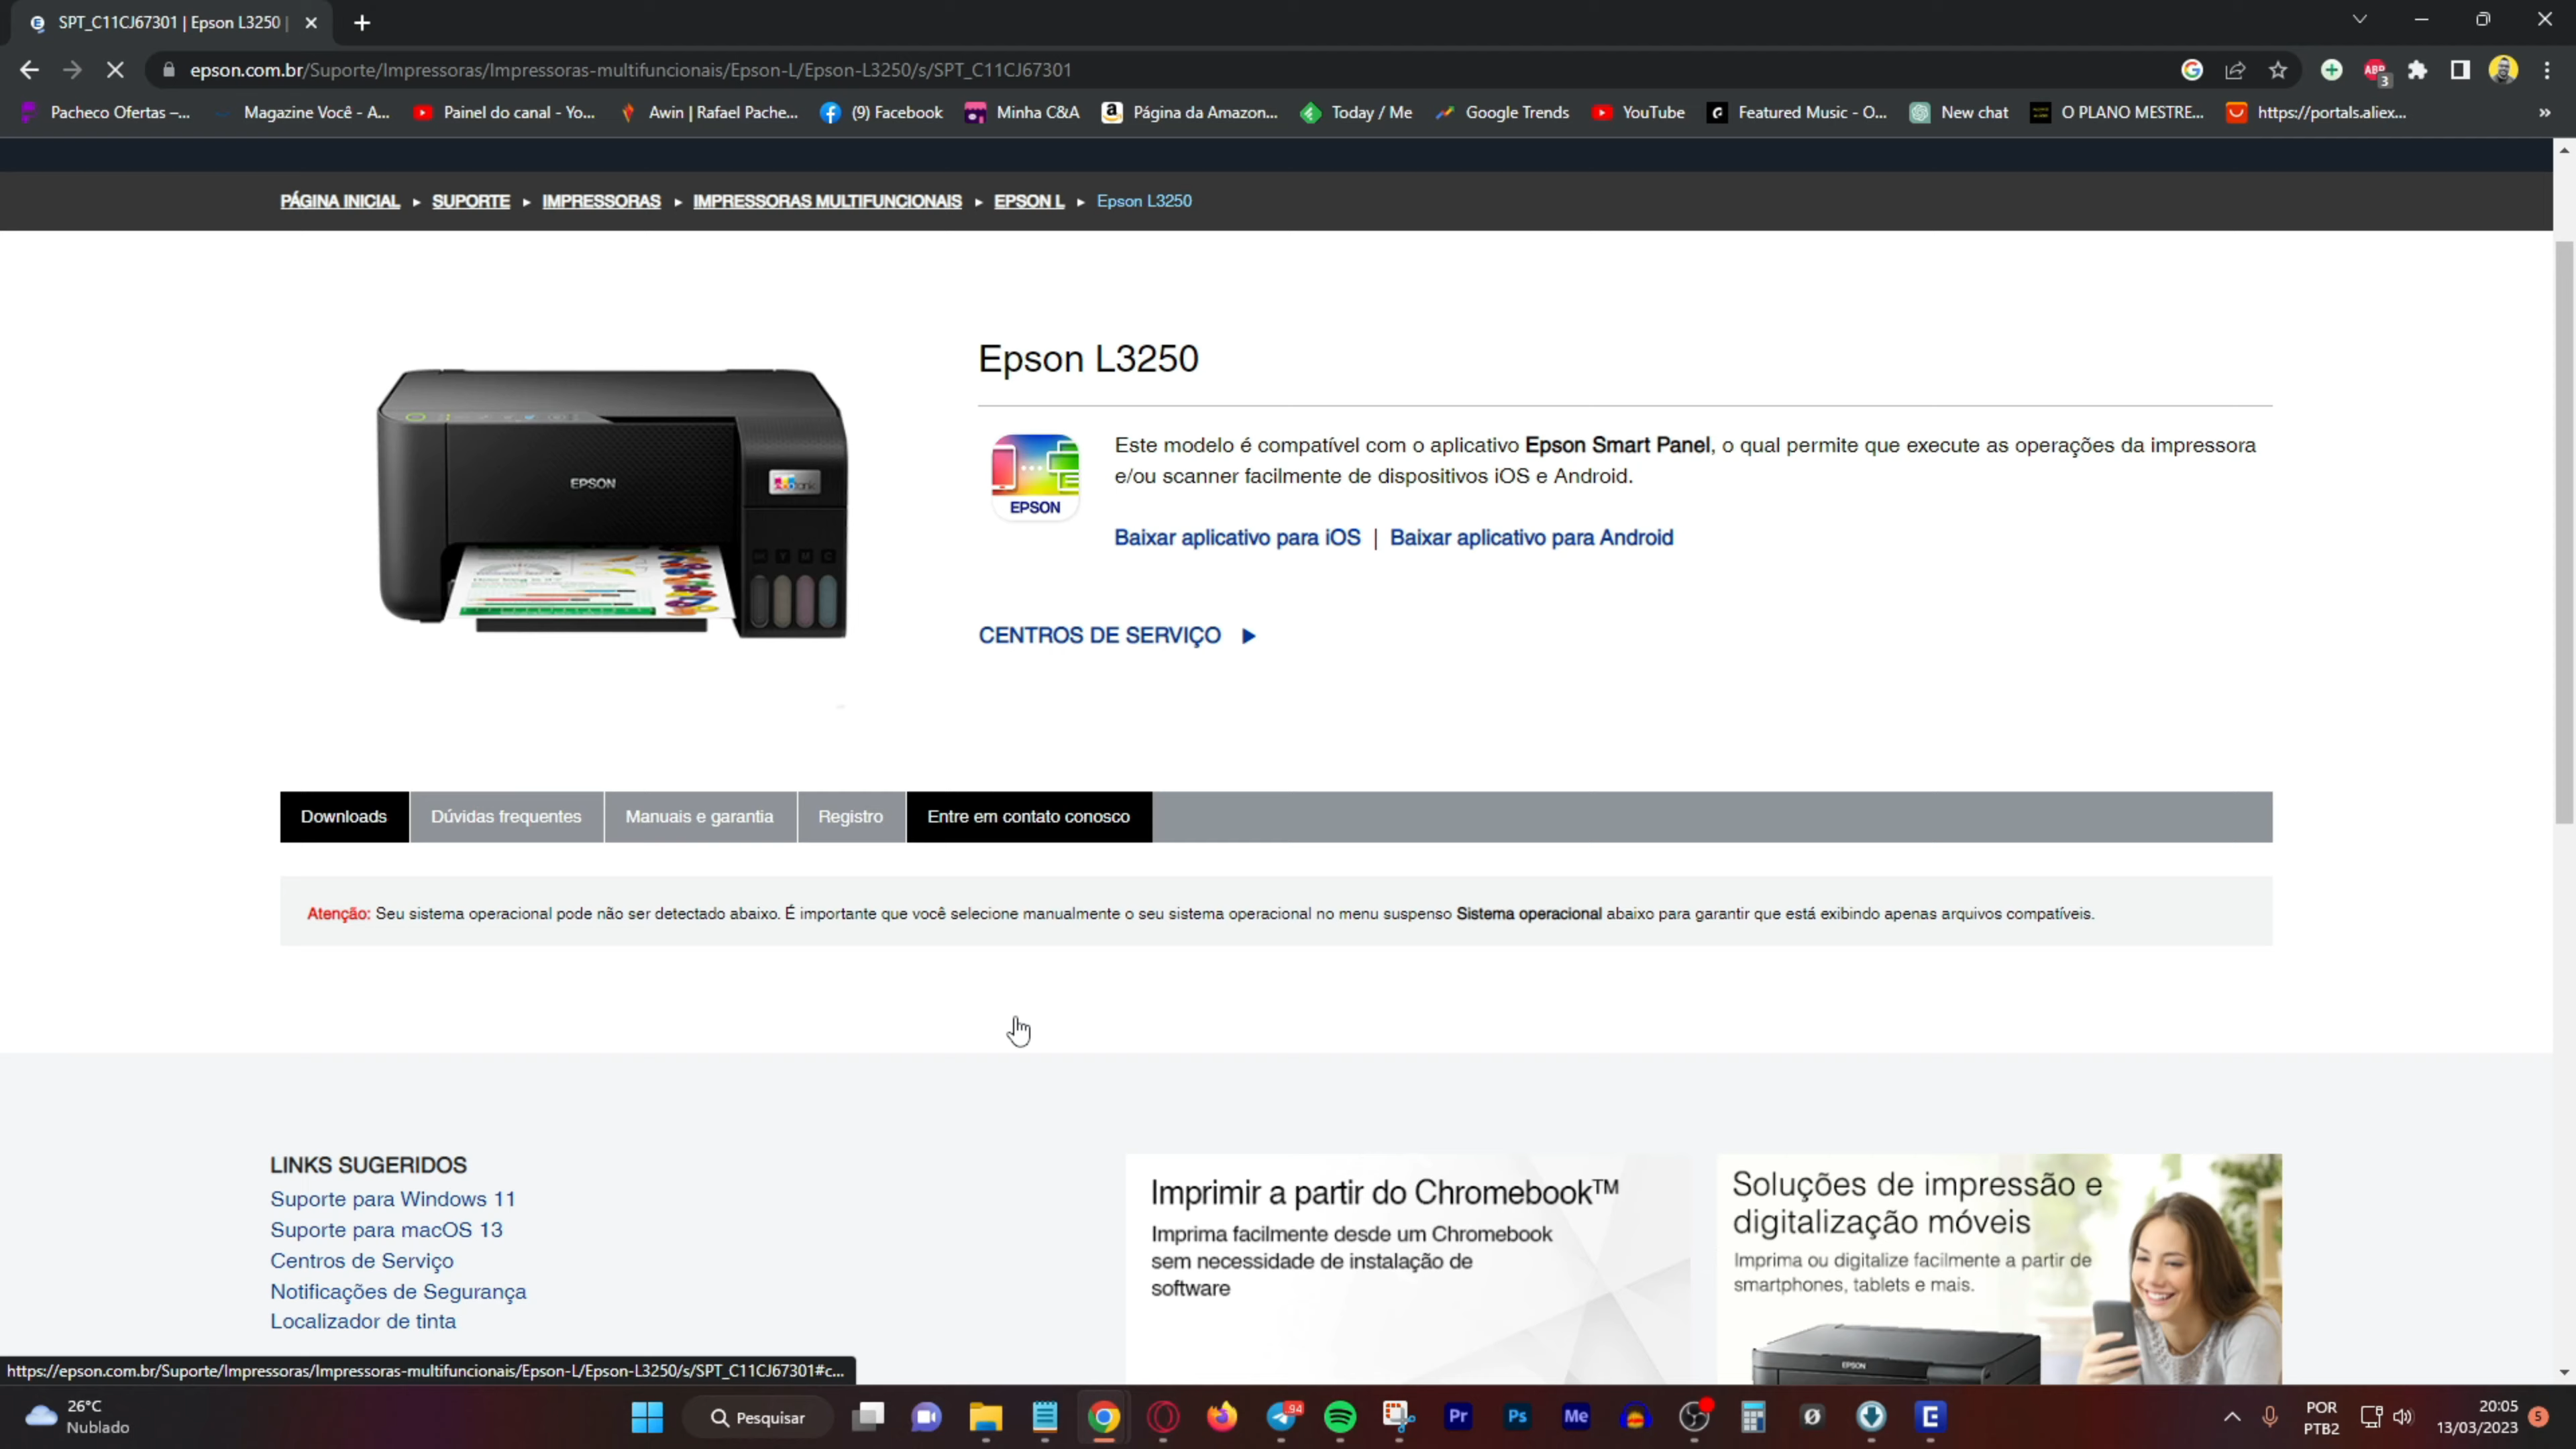 SPT_C11CJ67301 | Epson L3250 |
epson.com.br/Suporte/Impressoras/Impressoras-multifuncionais/Epson-L/Epson-L3250/s/SPT_C11CJ67301
ABP
3
Pacheco Ofertas –...
Magazine Você - A...
Painel do canal - Yo...
Awin | Rafael Pache...
(9) Facebook
Minha C&A
Página da Amazon...
Today / Me
Google Trends
YouTube
Featured Music - O...
New chat
O PLANO MESTRE...
https://portals.aliex...
»
PÁGINA INICIAL ▸ SUPORTE ▸ IMPRESSORAS ▸ IMPRESSORAS MULTIFUNCIONAIS ▸ EPSON L ▸ Epson L3250
Epson L3250
Este modelo é compatível com o aplicativo Epson Smart Panel, o qual permite que execute as operações da impressora
e/ou scanner facilmente de dispositivos iOS e Android.
EPSON
EPSON
Baixar aplicativo para iOS | Baixar aplicativo para Android
BK Y M C
CENTROS DE SERVIÇO
Downloads
Dúvidas frequentes
Manuais e garantia
Registro
Entre em contato conosco
Atenção: Seu sistema operacional pode não ser detectado abaixo. É importante que você selecione manualmente o seu sistema operacional no menu suspenso Sistema operacional abaixo para garantir que está exibindo apenas arquivos compatíveis.
LINKS SUGERIDOS
Suporte para Windows 11
Suporte para macOS 13
Centros de Serviço
Notificações de Segurança
Localizador de tinta
Imprimir a partir do Chromebook™
Imprima facilmente desde um Chromebook
sem necessidade de instalação de
software
Soluções de impressão e
digitalização móveis
Imprima ou digitalize facilmente a partir de
smartphones, tablets e mais.
EPSON
https://epson.com.br/Suporte/Impressoras/Impressoras-multifuncionais/Epson-L/Epson-L3250/s/SPT_C11CJ67301#c...
26°C
Nublado
Pesquisar
94
Pr
Ps
Me
E
POR
PTB2
20:05
13/03/2023
5